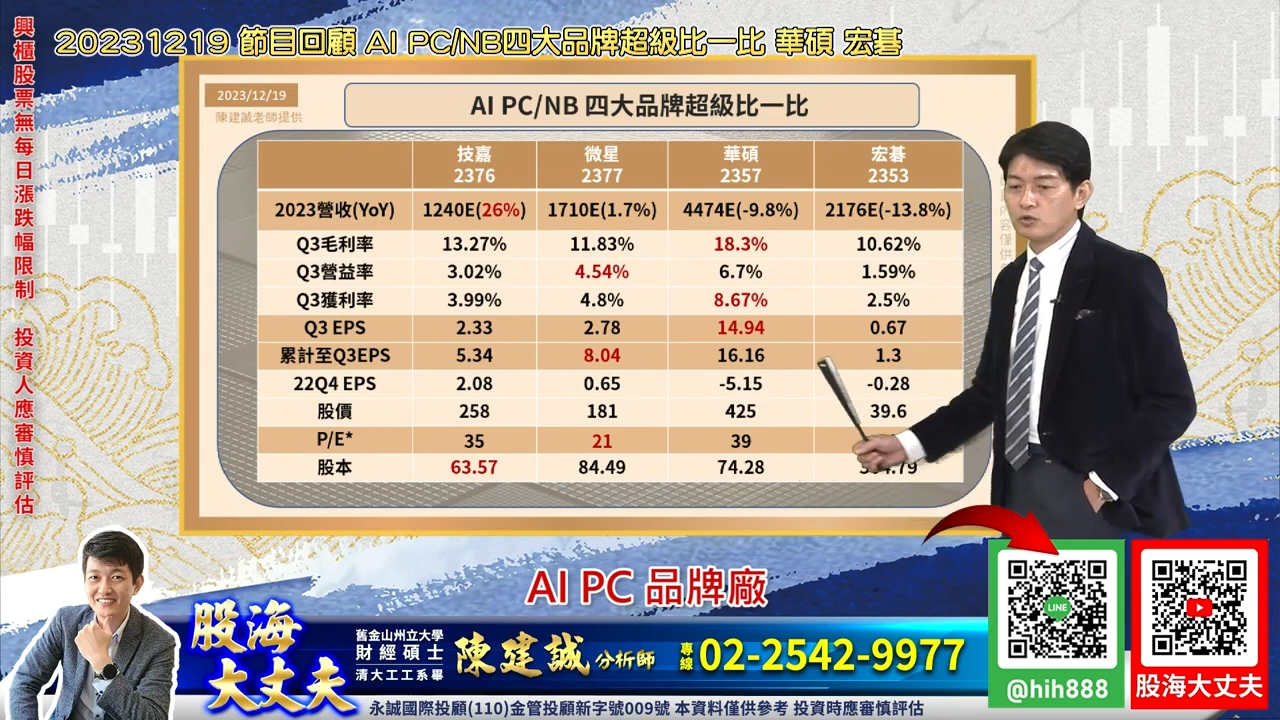 20231219 節目回顧 AI PC/NB四大品牌超級比一比 華碩 宏碁
興櫃股票無每日漲跌幅限制 投資人應審慎評估
2023/12/19
陳建誠老師提供
AI PC/NB 四大品牌超級比一比
技嘉 微星 華碩 宏碁
2376 2377 2357 2353
2023營收(YoY) 1240E(26%) 1710E(1.7%) 4474E(-9.8%) 2176E(-13.8%)
Q3毛利率 13.27% 11.83% 18.3% 10.62%
Q3營益率 3.02% 4.54% 6.7% 1.59%
Q3獲利率 3.99% 4.8% 8.67% 2.5%
Q3 EPS 2.33 2.78 14.94 0.67
累計至Q3EPS 5.34 8.04 16.16 1.3
22Q4 EPS 2.08 0.65 -5.15 -0.28
股價 258 181 425 39.6
P/E* 35 21 39
股本 63.57 84.49 74.28
AI PC 品牌廠
股海
大丈夫
舊金山州立大學
財經碩士
清大工工系畢
陳建誠 分析師
專線 02-2542-9977
永誠國際投顧(110)金管投顧新字號009號 本資料僅供參考 投資時應審慎評估
LINE
@hih888
股海大丈夫